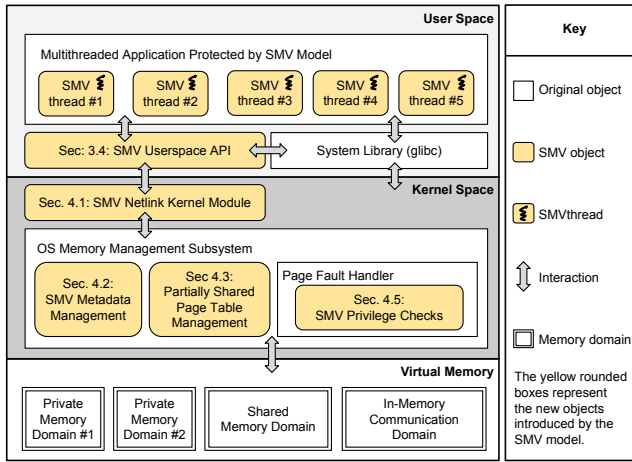 User Space
Multithreaded Application Protected by SMV Model
SMV
thread #1
SMV
thread #2
SMV
thread #3
SMV
thread #4
SMV
thread #5
Sec: 3.4: SMV Userspace API
System Library (glibc)
Kernel Space
Sec. 4.1: SMV Netlink Kernel Module
OS Memory Management Subsystem
Sec. 4.2:
SMV Metadata
Management
Sec 4.3:
Partially Shared
Page Table
Management
Page Fault Handler
Sec. 4.5:
SMV Privilege Checks
Virtual Memory
Private
Memory
Domain #1
Private
Memory
Domain #2
Shared
Memory Domain
In-Memory
Communication
Domain
Key
Original object
SMV object
SMVthread
Interaction
Memory domain
The yellow rounded
boxes represent
the new objects
introduced by the
SMV model.